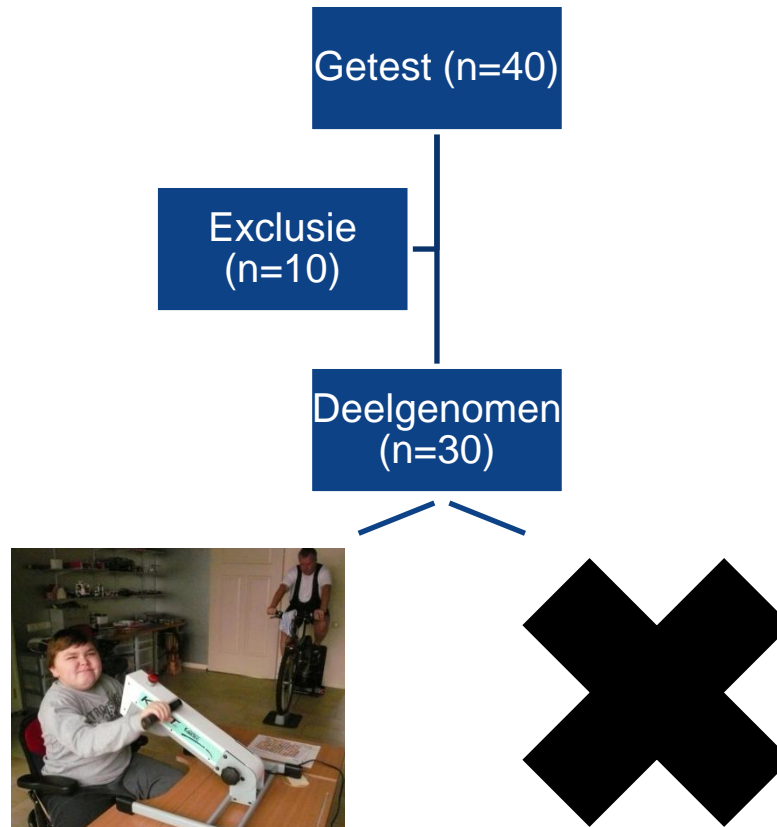 Getest (n=40)
Exclusie
(n=10)
Deelgenomen
(n=30)